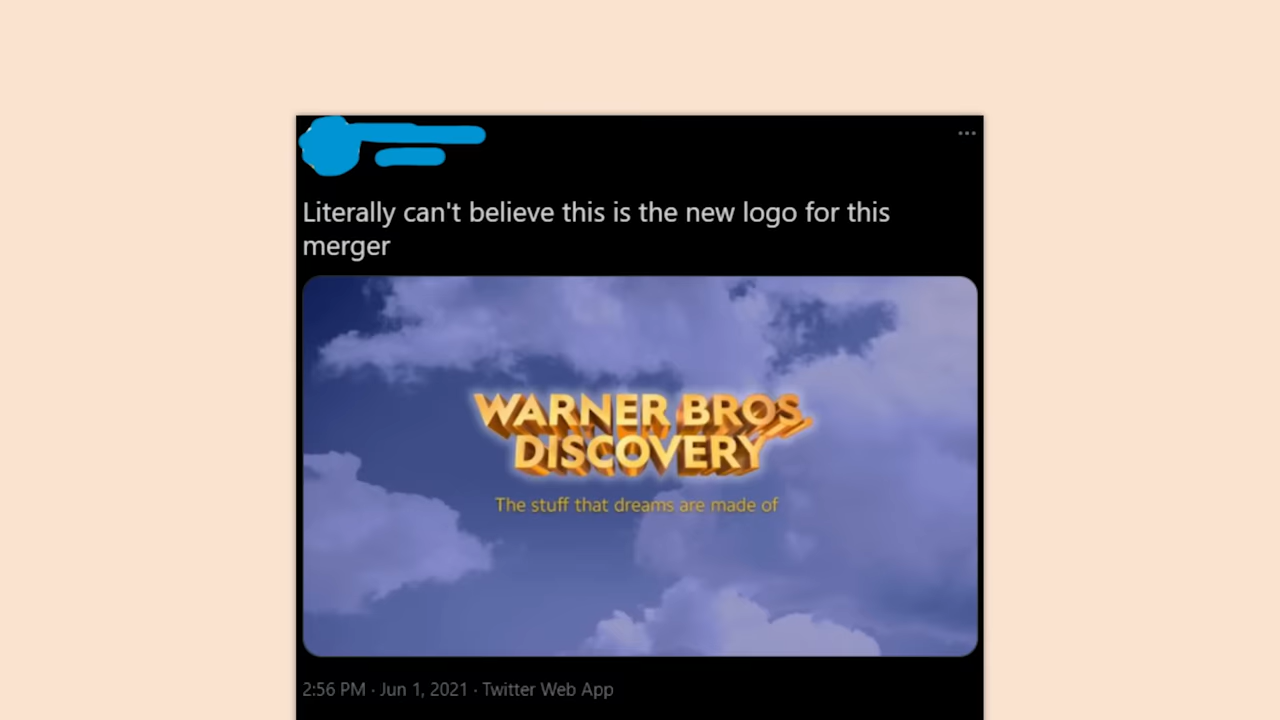 Literally can't believe this is the new logo for this
merger
WARNER BROS.
DISCOVERY
The stuff that dreams are made of
2:56 PM · Jun 1, 2021 · Twitter Web App